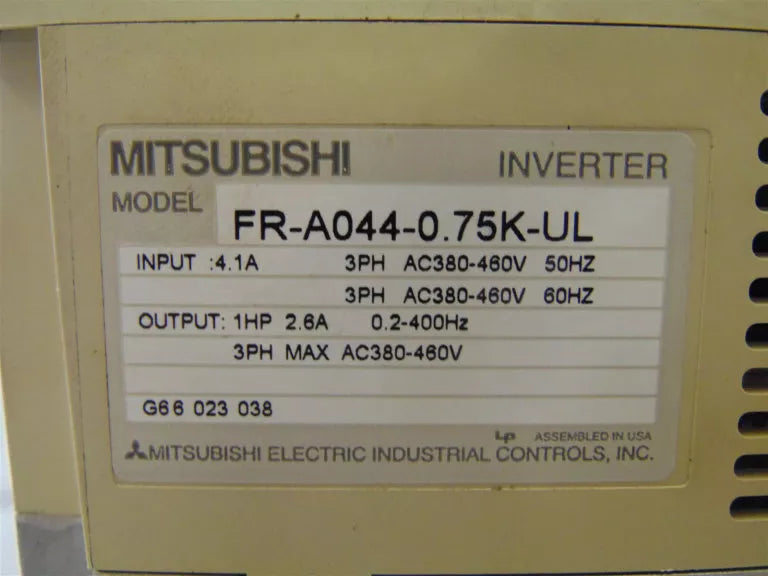 MITSUBISHI INVERTER
MODEL FR-A044-0.75K-UL
INPUT :4.1A 3PH AC380-460V 50HZ
3PH AC380-460V 60HZ
OUTPUT: 1HP 2.6A 0.2-400Hz
3PH MAX AC380-460V
G66 023 038
LP ASSEMBLED IN USA
MITSUBISHI ELECTRIC INDUSTRIAL CONTROLS, INC.